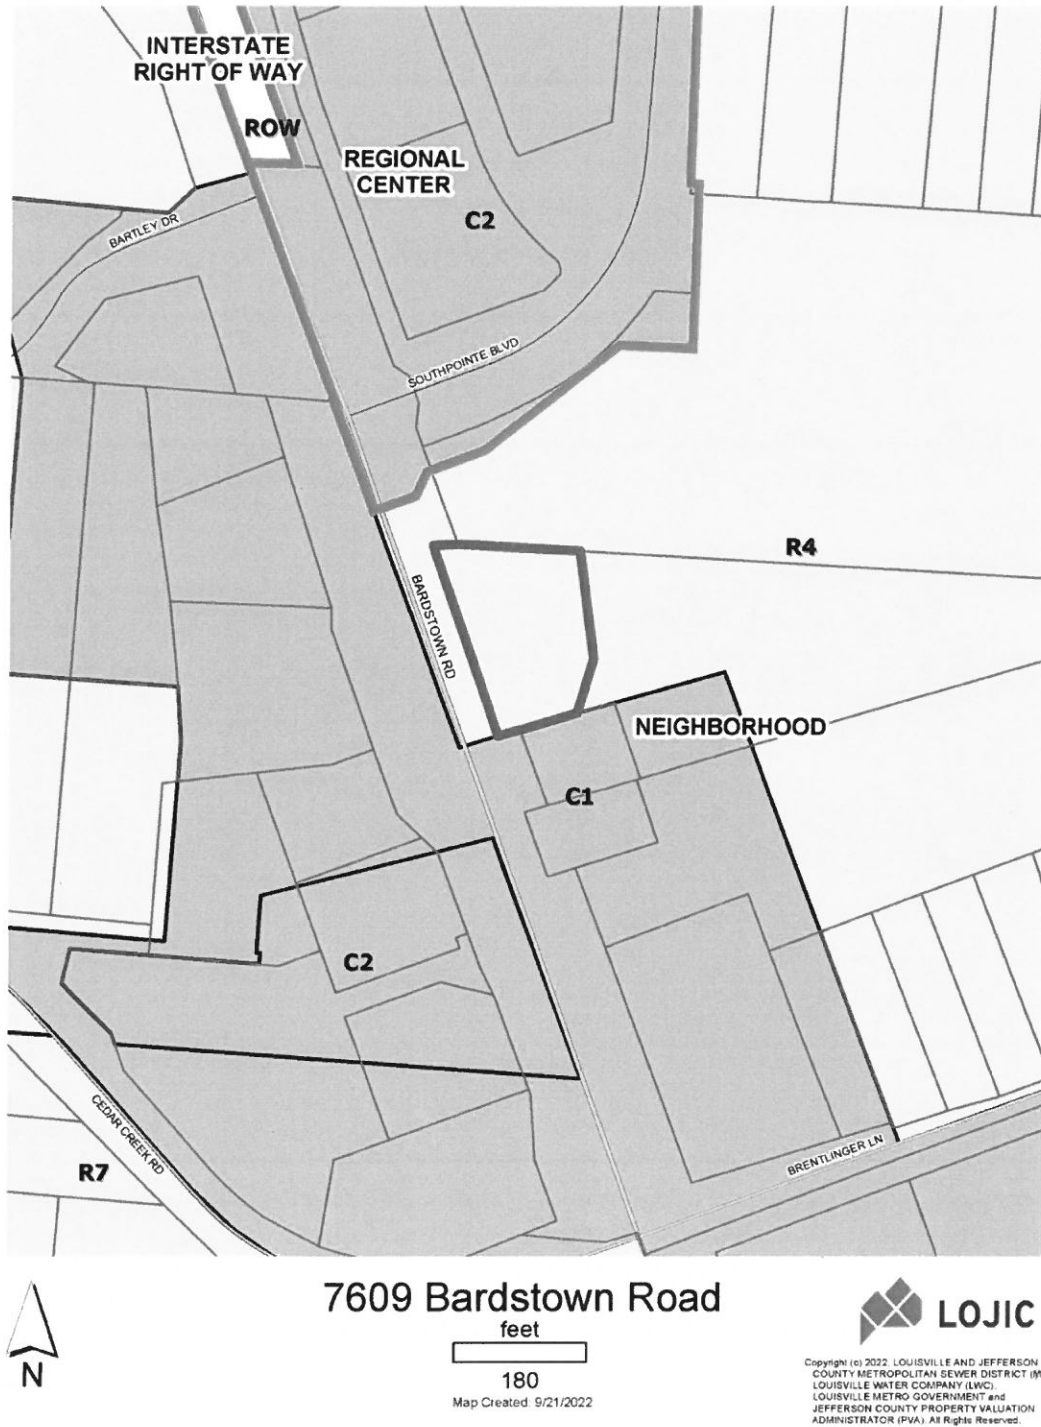 INTERSTATE
RIGHT OF WAY
ROW
REGIONAL
CENTER
C2
BARTLEY DR
SOUTHPOINTE BLVD
R4
BARDSTOWN RD
NEIGHBORHOOD
C1
C2
CEDAR CREEK RD
BRENTLINGER LN
R7
7609 Bardstown Road
feet
180
Map Created: 9/21/2022
N
LOJIC
Copyright (c) 2022, LOUISVILLE AND JEFFERSON
COUNTY METROPOLITAN SEWER DISTRICT
LOUISVILLE WATER COMPANY (LWC),
LOUISVILLE METRO GOVERNMENT and
JEFFERSON COUNTY PROPERTY VALUATION
ADMINISTRATOR (PVA). All Rights Reserved.